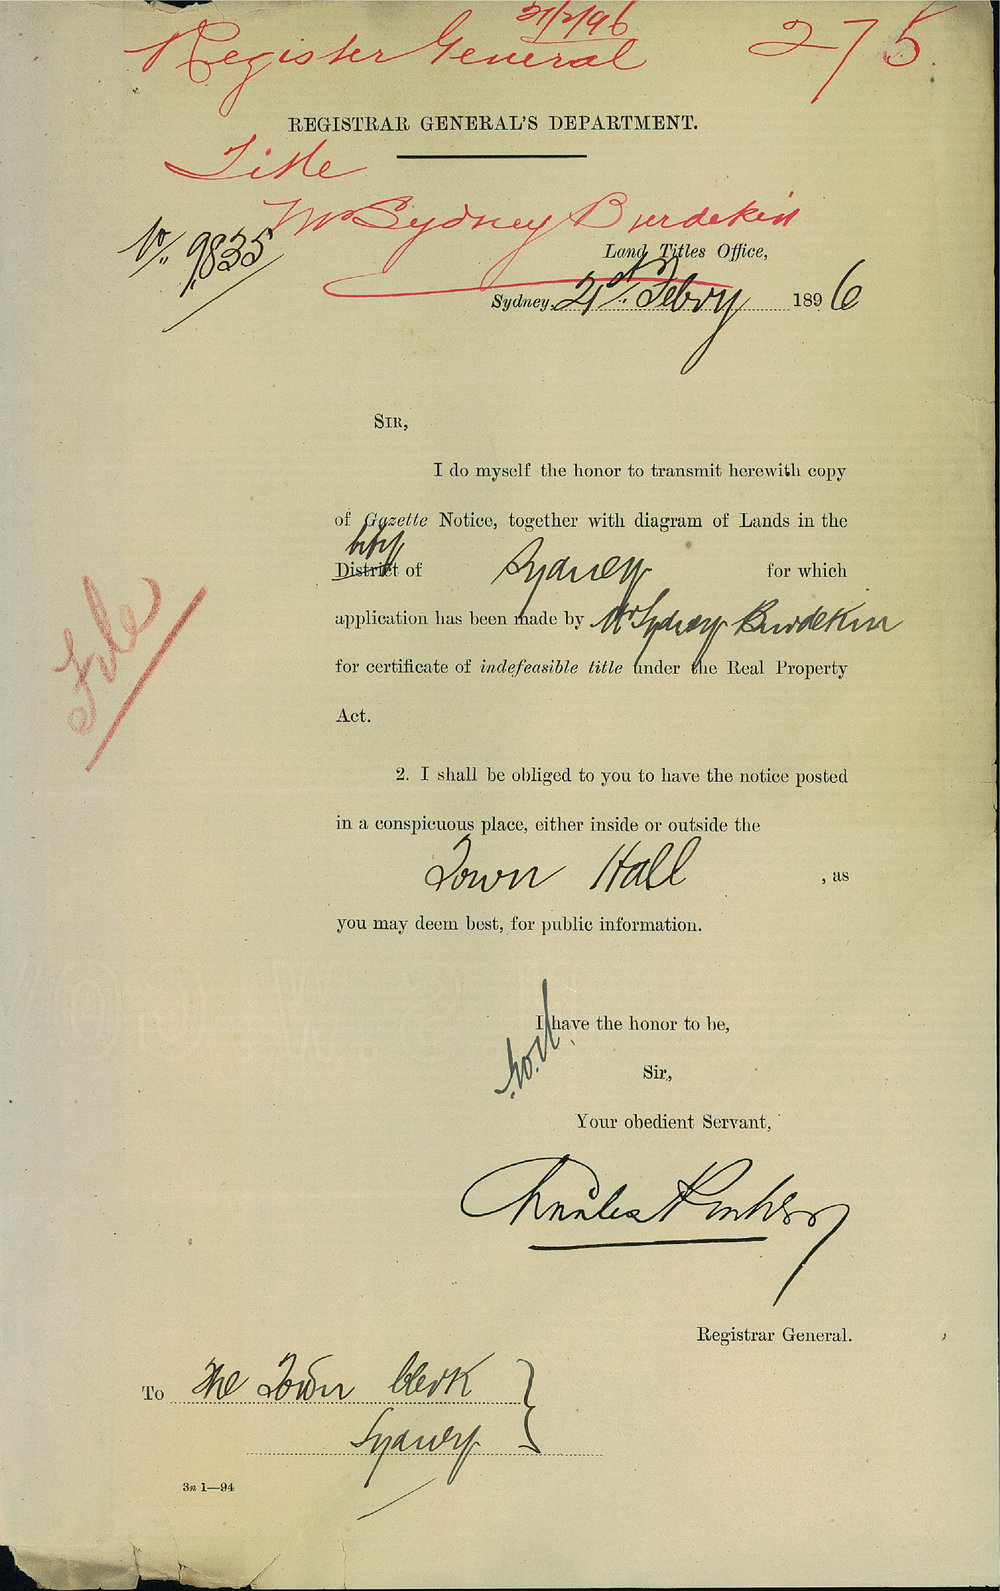 21/2/96
Register General 275
REGISTRAR GENERAL'S DEPARTMENT.
Title
Mr Sydney Burdekin
No. 9835
Land Titles Office,
Sydney, 21st Febry 1896
SIR,
I do myself the honor to transmit herewith copy
of Gazette Notice, together with diagram of Lands in the
City
District of Sydney for which
application has been made by Mr Sydney Burdekin
for certificate of indefeasible title under the Real Property
Act.
2. I shall be obliged to you to have the notice posted
in a conspicuous place, either inside or outside the
Town Hall , as
you may deem best, for public information.
File
I have the honor to be,
Sir,
Your obedient Servant,
Charles
Registrar General.
To The Town Clerk
Sydney
3n 1—94